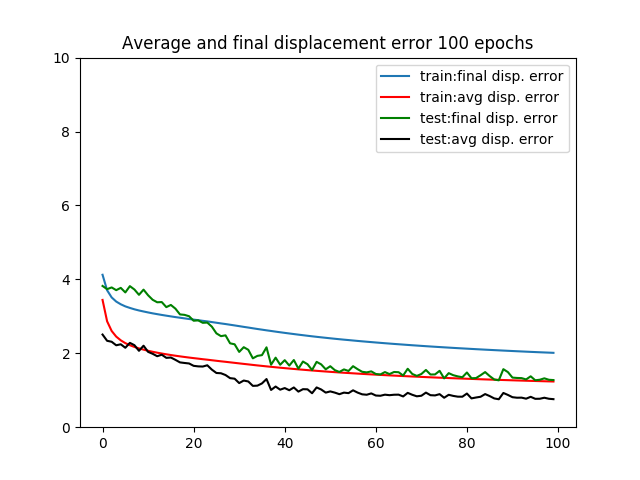 Average and final displacement error 100 epochs
10
8
6
4
2
0
train:final disp. error
train:avg disp. error
test:final disp. error
test:avg disp. error
0 20 40 60 80 100